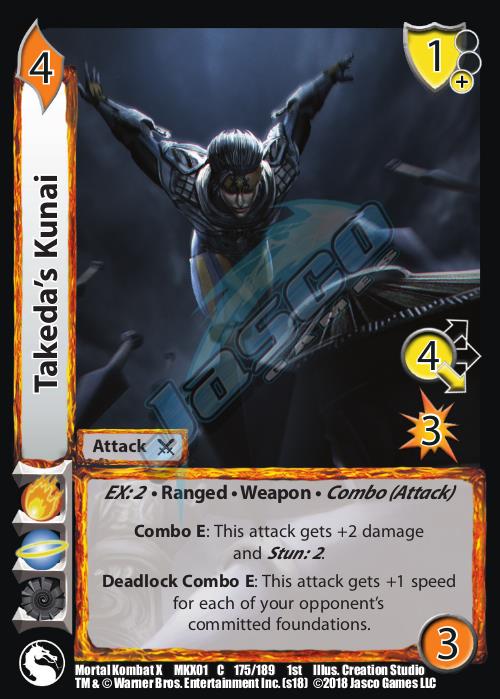 4
1
+
Takeda's Kunai
Jasco
GAMES
4
3
Attack
EX: 2 • Ranged • Weapon • Combo (Attack)
Combo E: This attack gets +2 damage
and Stun: 2.
Deadlock Combo E: This attack gets +1 speed
for each of your opponent's
committed foundations.
3
Mortal Kombat X MKX01 C 175/189 1st Illus. Creation Studio
TM & © Warner Bros. Entertainment Inc. (s18) ©2018 Jasco Games LLC